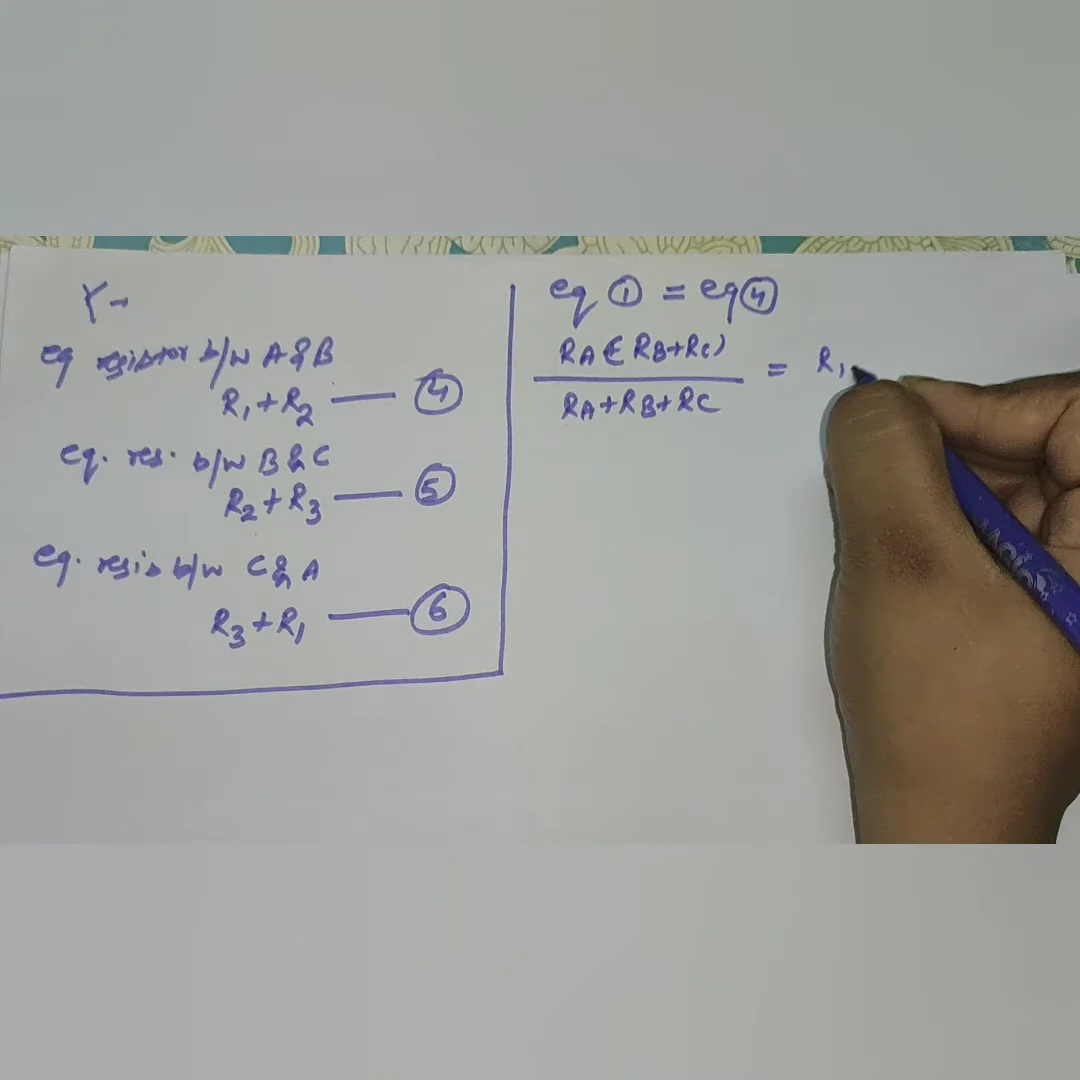 Y→
eq resistor b/w A & B
R₁+R₂ — ④
eq. res. b/w B & C
R₂+R₃ — ⑤
eq. resis b/w C & A
R₃+R₁ — ⑥
eq ① = eq ④
RA(RB+RC)
= R₁
RA+RB+RC